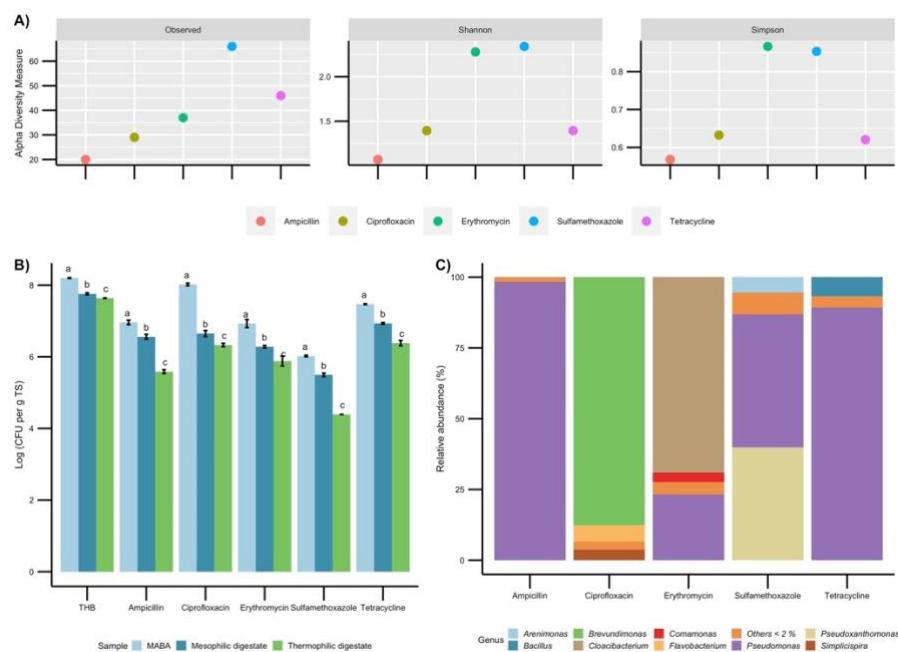 A)
Observed Shannon Simpson
Alpha Diversity Measure
60
50
40
30
20
2.0
1.5
0.8
0.7
0.6
Ampicillin Ciprofloxacin Erythromycin Sulfamethoxazole Tetracycline
B)
Log (CFU per g TS)
8
6
4
2
0
a b c
a b c
a b c
a b c
a b c
a b c
THB Ampicillin Ciprofloxacin Erythromycin Sulfamethoxazole Tetracycline
Sample MABA Mesophilic digestate Thermophilic digestate
C)
Relative abundance (%)
100
75
50
25
0
Ampicillin Ciprofloxacin Erythromycin Sulfamethoxazole Tetracycline
Genus
Arenimonas Brevundimonas Comamonas Others < 2 % Pseudoxanthomonas
Bacillus Cloacibacterium Flavobacterium Pseudomonas Simplicispira